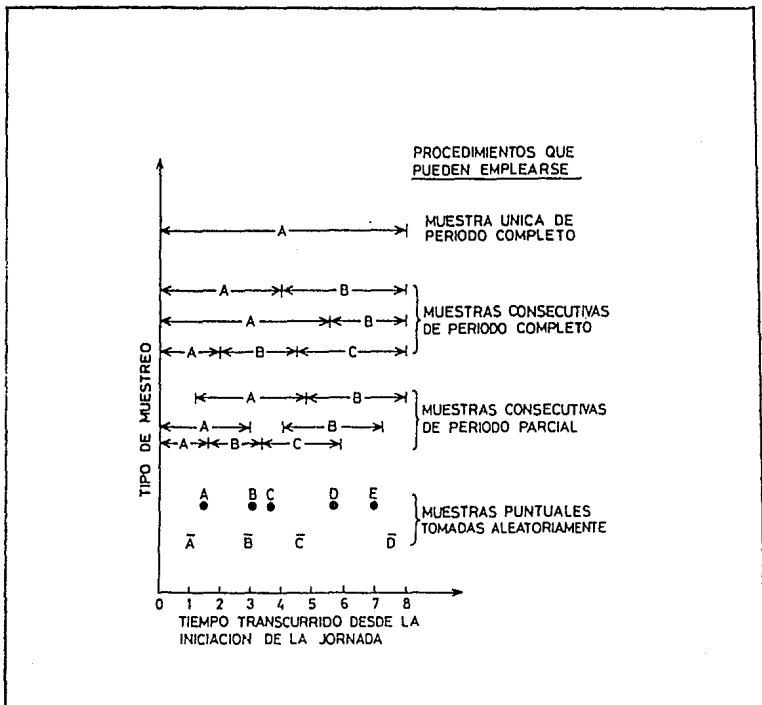 PROCEDIMIENTOS QUE
PUEDEN EMPLEARSE
MUESTRA UNICA DE
PERIODO COMPLETO
A
A B
MUESTRAS CONSECUTIVAS
DE PERIODO COMPLETO
A B
A B C
A B
MUESTRAS CONSECUTIVAS
DE PERIODO PARCIAL
A B
A B C
A B C D E
MUESTRAS PUNTUALES
TOMADAS ALEATORIAMENTE
A B C D
TIPO DE MUESTREO
0 1 2 3 4 5 6 7 8
TIEMPO TRANSCURRIDO DESDE LA
INICIACION DE LA JORNADA